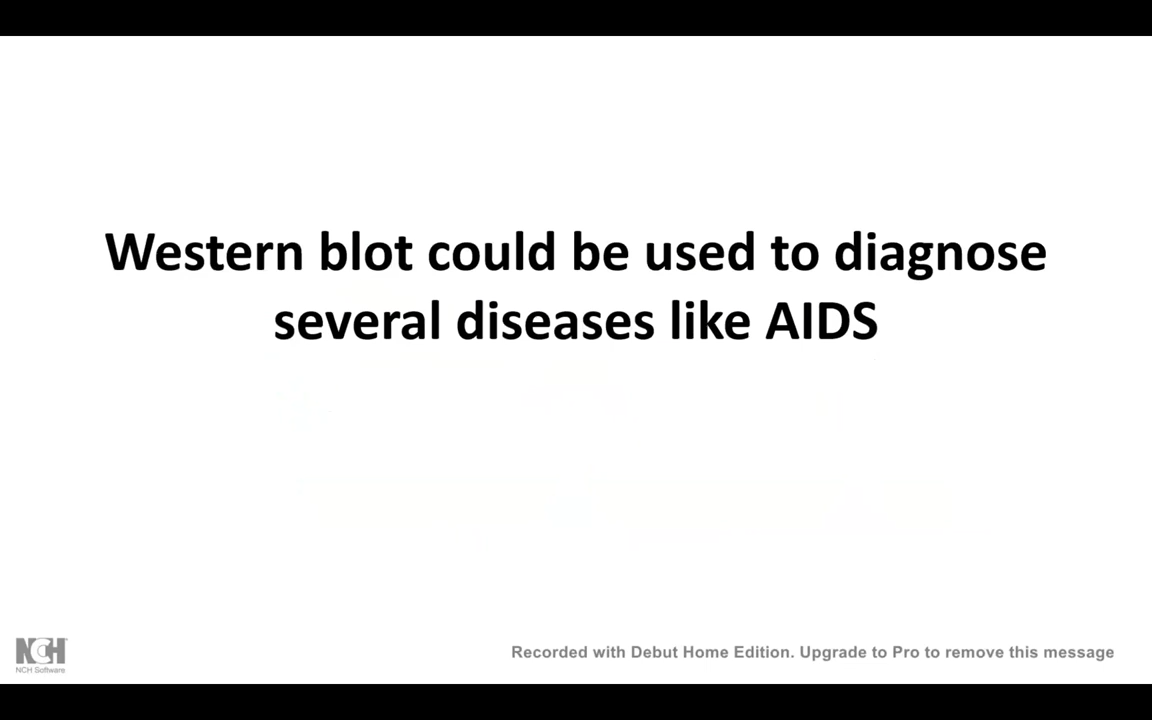 Western blot could be used to diagnose
several diseases like AIDS
NCH
NCH Software
Recorded with Debut Home Edition. Upgrade to Pro to remove this message